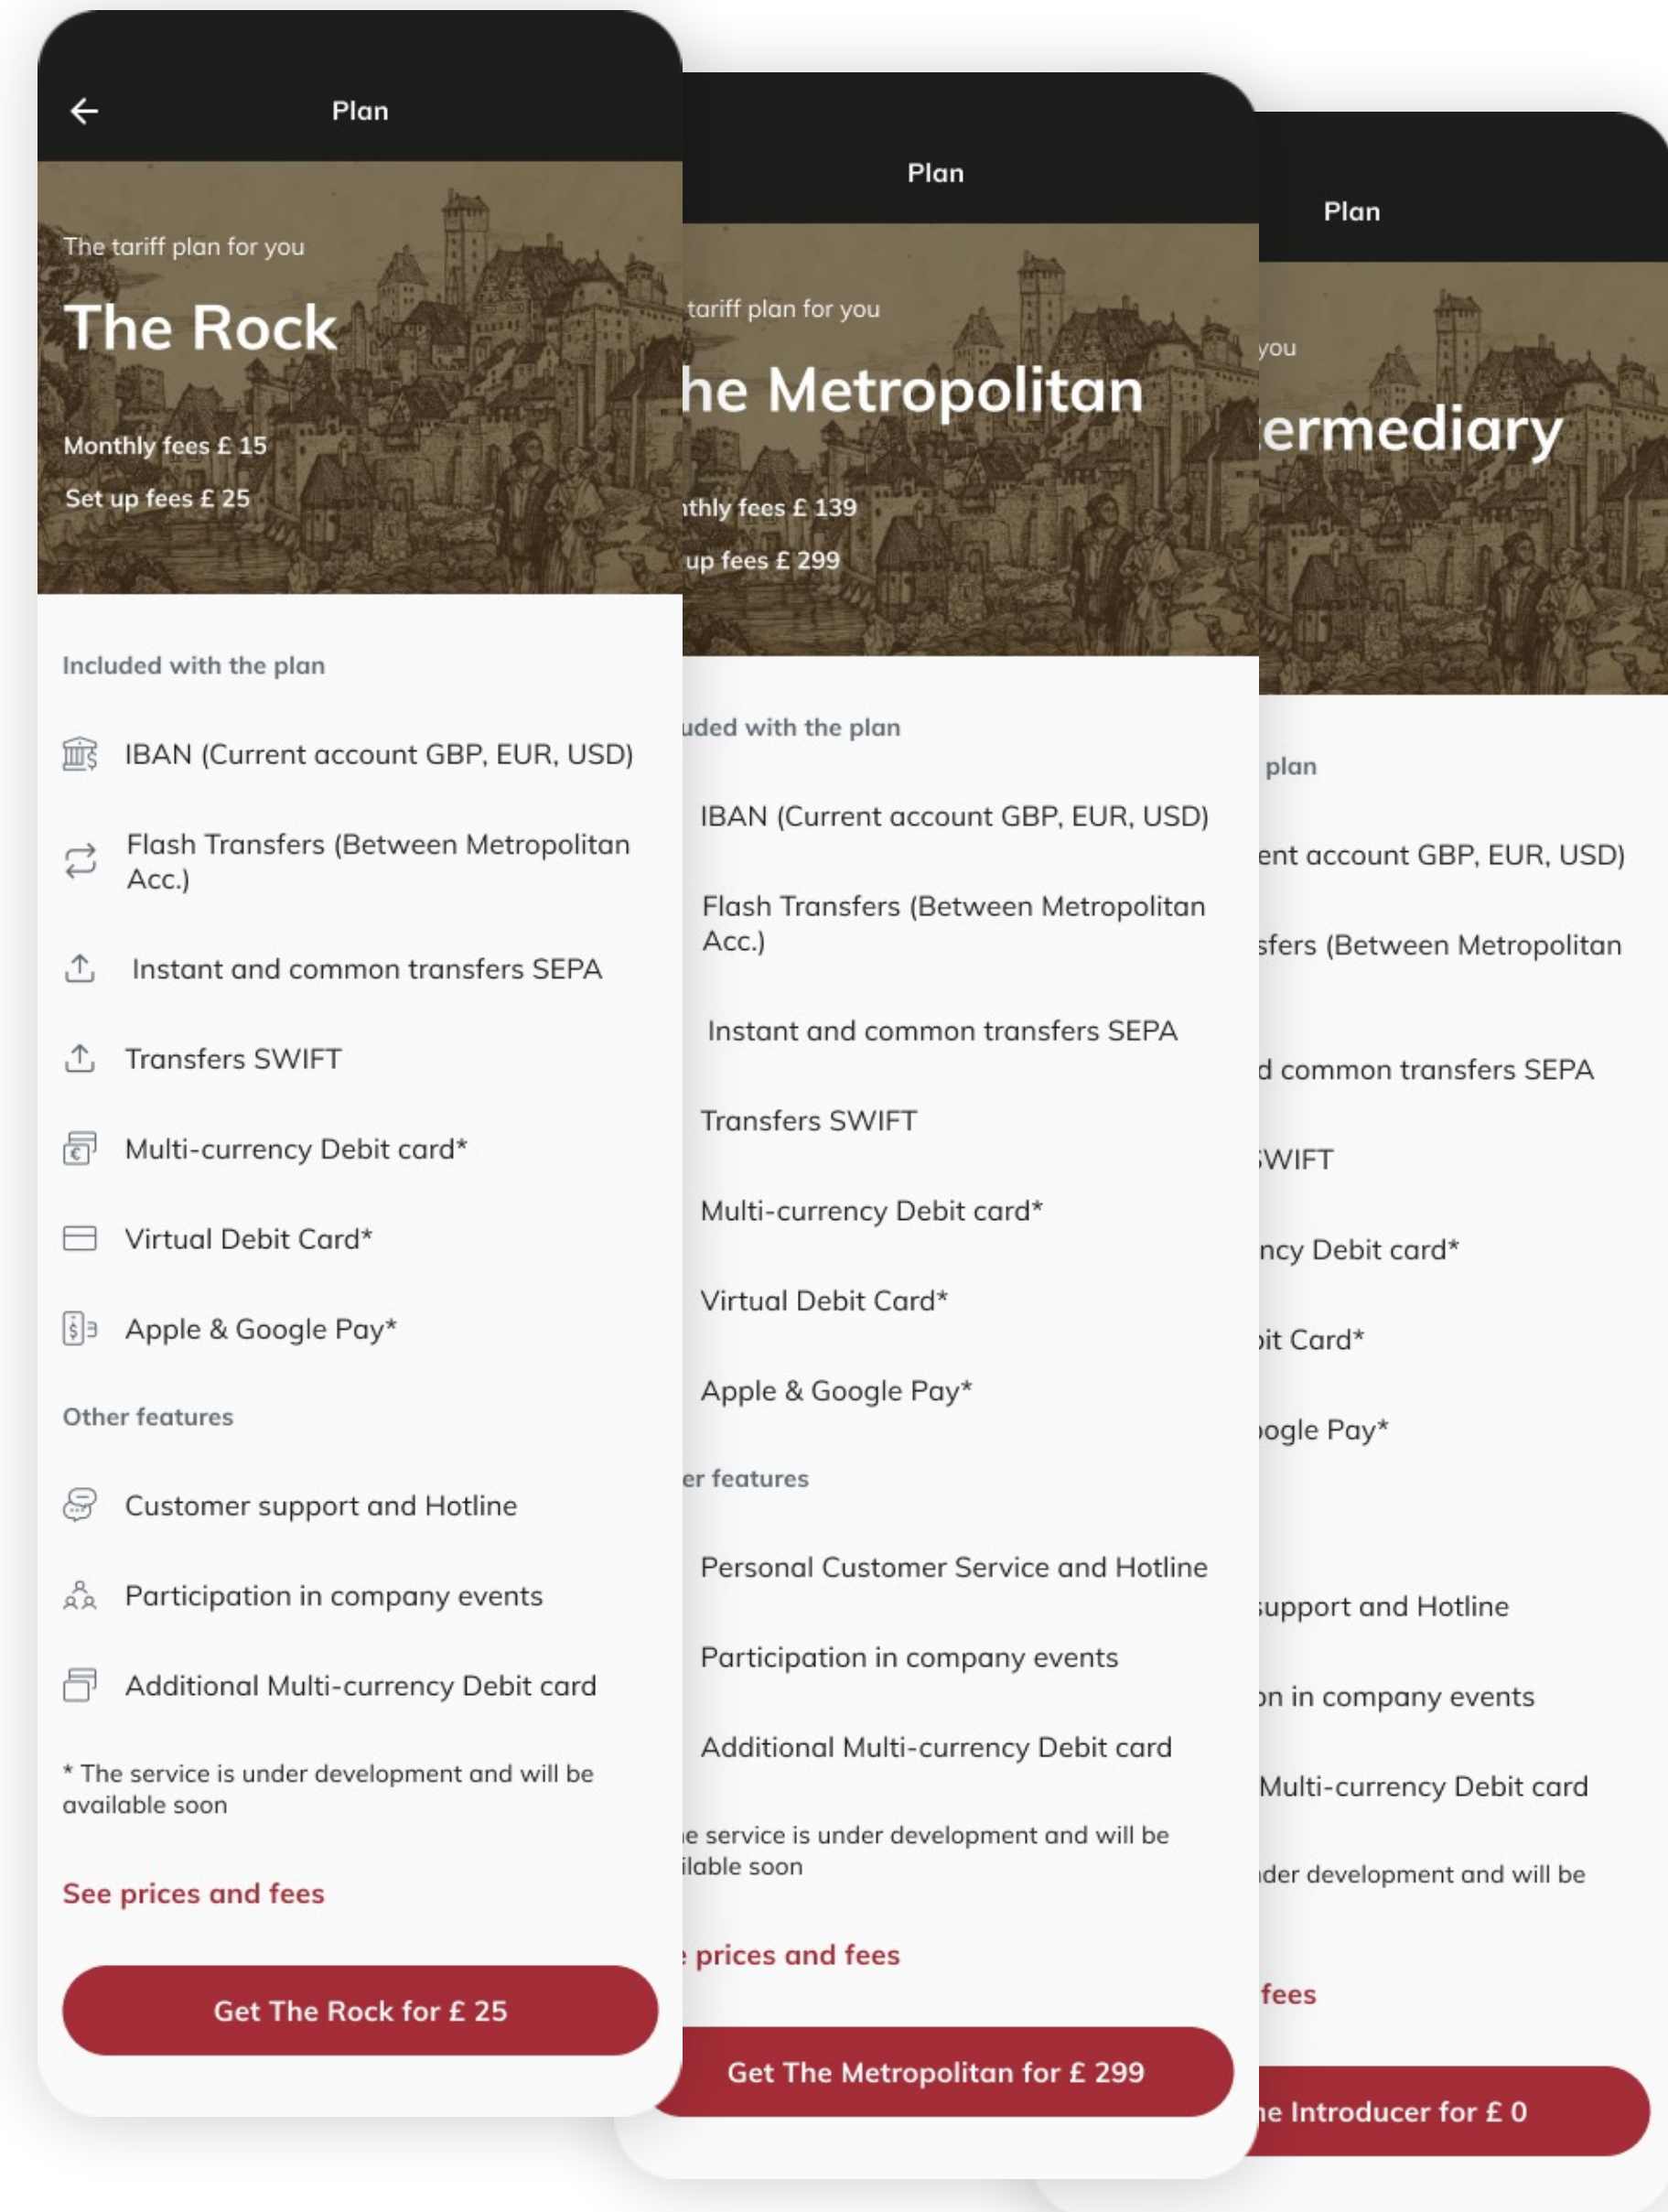 Plan
The tariff plan for you
The Rock
Monthly fees £ 15
Set up fees £ 25
Included with the plan
IBAN (Current account GBP, EUR, USD)
Flash Transfers (Between Metropolitan
Acc.)
Instant and common transfers SEPA
Transfers SWIFT
Multi-currency Debit card*
Virtual Debit Card*
Apple & Google Pay*
Other features
Customer support and Hotline
Participation in company events
Additional Multi-currency Debit card
* The service is under development and will be
available soon
See prices and fees
Get The Rock for £ 25
Plan
tariff plan for you
he Metropolitan
thly fees £ 139
up fees £ 299
uded with the plan
IBAN (Current account GBP, EUR, USD)
Flash Transfers (Between Metropolitan
Acc.)
Instant and common transfers SEPA
Transfers SWIFT
Multi-currency Debit card*
Virtual Debit Card*
Apple & Google Pay*
er features
Personal Customer Service and Hotline
Participation in company events
Additional Multi-currency Debit card
e service is under development and will be
ilable soon
prices and fees
Get The Metropolitan for £ 299
Plan
you
ermediary
plan
ent account GBP, EUR, USD)
sfers (Between Metropolitan
d common transfers SEPA
WIFT
ncy Debit card*
it Card*
ogle Pay*
support and Hotline
on in company events
Multi-currency Debit card
der development and will be
fees
he Introducer for £ 0